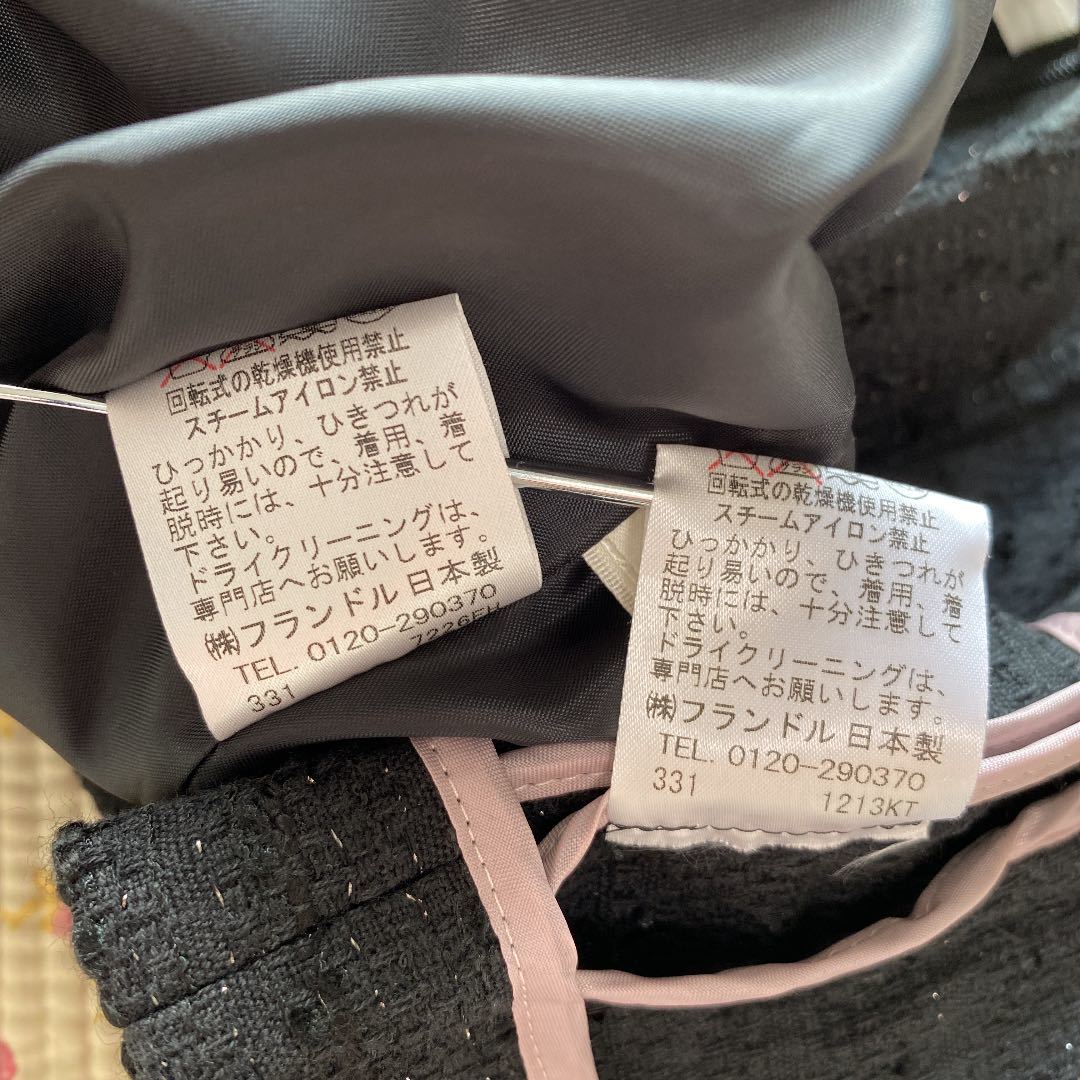 回転式の乾燥機使用禁止
スチームアイロン禁止
ひっかかり、ひきつれが
起り易いので、着用、着
脱時には、十分注意して
下さい。
ドライクリーニングは、
専門店へお願いします。
㈱フランドル 日本製
TEL. 0120-290370
331
回転式の乾燥機使用禁止
スチームアイロン禁止
ひっかかり、ひきつれが
起り易いので、着用、着
脱時には、十分注意して
下さい。
ドライクリーニングは、
専門店へお願いします。
㈱フランドル 日本製
TEL. 0120-290370
331 1213KT